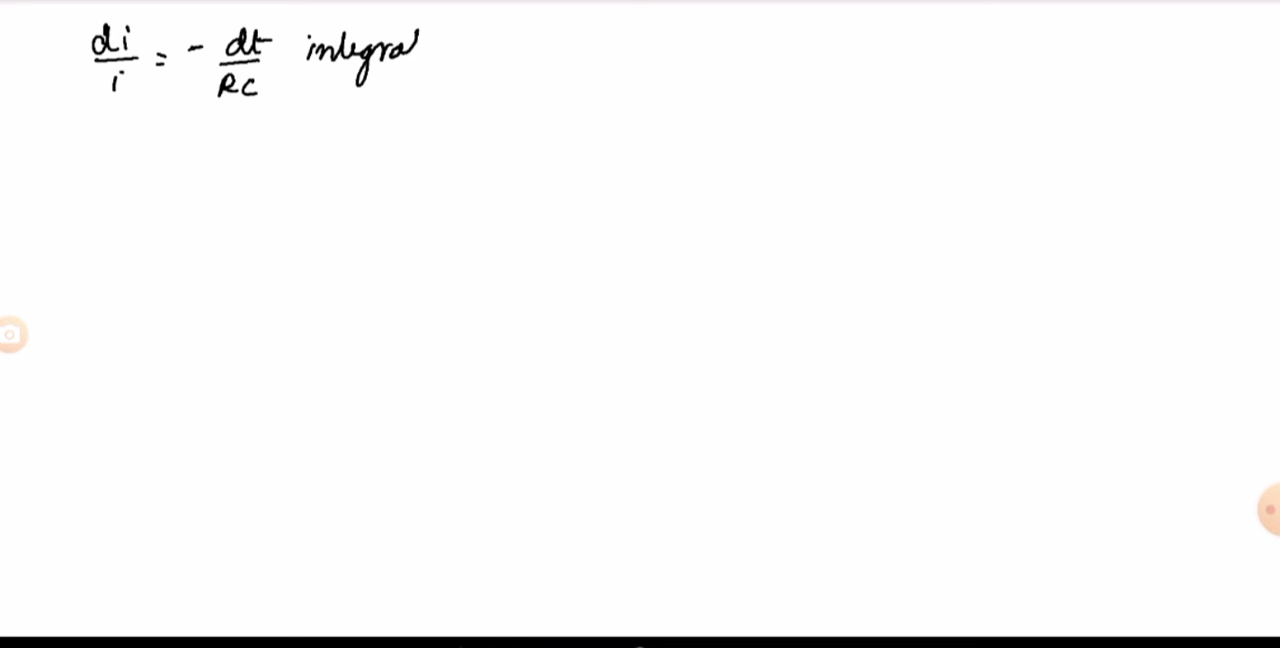 di/i = - dt/RC integral